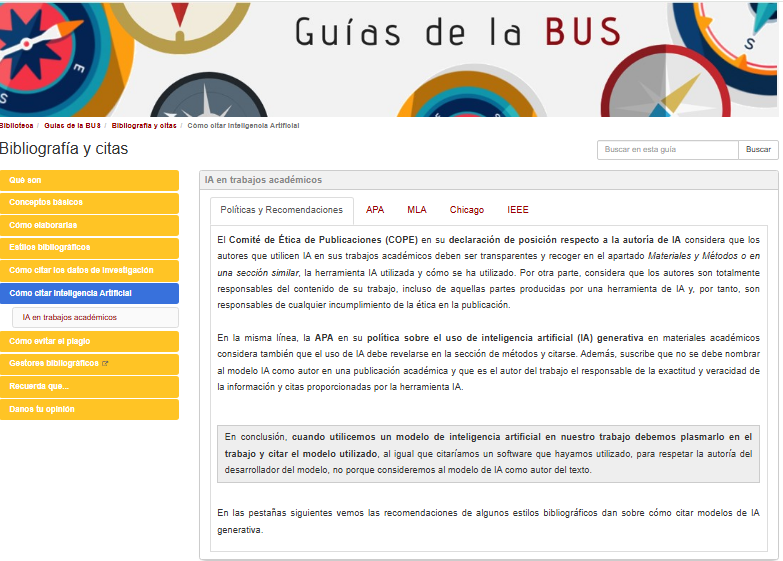 Guías de la BUS
S
E
S
Biblioteca / Guías de la BUS / Bibliografía y citas / Cómo citar Inteligencia Artificial
Bibliografía y citas
Buscar en esta guía
Buscar
Qué son
Conceptos básicos
Cómo elaborarlas
Estilos bibliográficos
Cómo citar los datos de investigación
Cómo citar Inteligencia Artificial
IA en trabajos académicos
Cómo evitar el plagio
Gestores bibliográficos
Recuerda que...
Danos tu opinión
IA en trabajos académicos
Políticas y Recomendaciones APA MLA Chicago IEEE
El Comité de Ética de Publicaciones (COPE) en su declaración de posición respecto a la autoría de IA considera que los
autores que utilicen IA en sus trabajos académicos deben ser transparentes y recoger en el apartado Materiales y Métodos o en
una sección similar, la herramienta IA utilizada y cómo se ha utilizado. Por otra parte, considera que los autores son totalmente
responsables del contenido de su trabajo, incluso de aquellas partes producidas por una herramienta de IA y, por tanto, son
responsables de cualquier incumplimiento de la ética en la publicación.
En la misma línea, la APA en su política sobre el uso de inteligencia artificial (IA) generativa en materiales académicos
considera también que el uso de IA debe revelarse en la sección de métodos y citarse. Además, suscribe que no se debe nombrar
al modelo IA como autor en una publicación académica y que es el autor del trabajo el responsable de la exactitud y veracidad de
la información y citas proporcionadas por la herramienta IA.
En conclusión, cuando utilicemos un modelo de inteligencia artificial en nuestro trabajo debemos plasmarlo en el
trabajo y citar el modelo utilizado, al igual que citaríamos un software que hayamos utilizado, para respetar la autoría del
desarrollador del modelo, no porque consideremos al modelo de IA como autor del texto.
En las pestañas siguientes vemos las recomendaciones de algunos estilos bibliográficos dan sobre cómo citar modelos de IA
generativa.